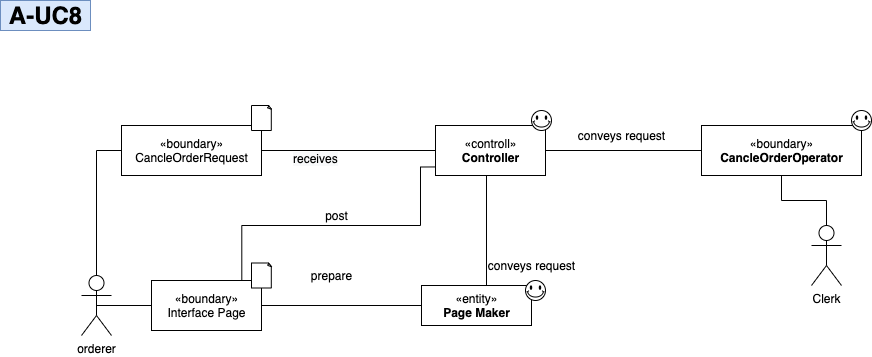 A-UC8
«boundary»
CancleOrderRequest
receives
«controll»
Controller
conveys request
«boundary»
CancleOrderOperator
post
conveys request
prepare
«boundary»
Interface Page
«entity»
Page Maker
Clerk
orderer